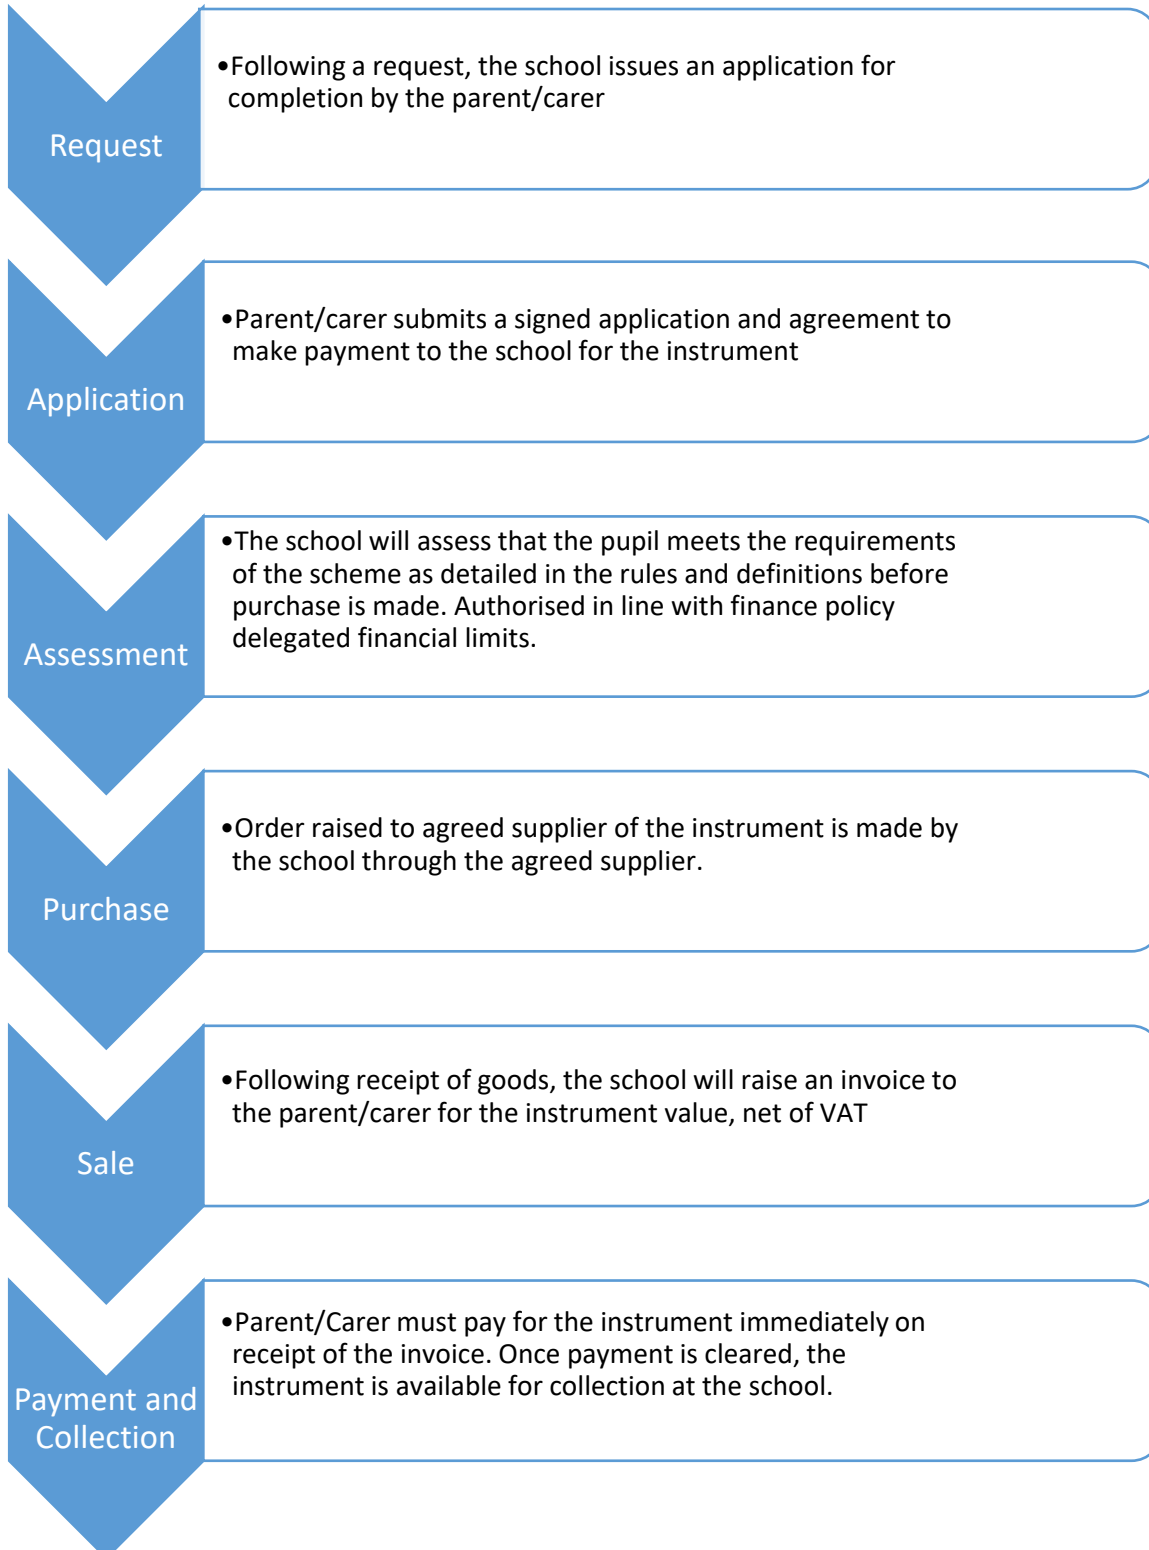 Request
•Following a request, the school issues an application for
completion by the parent/carer
Application
•Parent/carer submits a signed application and agreement to
make payment to the school for the instrument
Assessment
•The school will assess that the pupil meets the requirements
of the scheme as detailed in the rules and definitions before
purchase is made. Authorised in line with finance policy
delegated financial limits.
Purchase
•Order raised to agreed supplier of the instrument is made by
the school through the agreed supplier.
Sale
•Following receipt of goods, the school will raise an invoice to
the parent/carer for the instrument value, net of VAT
Payment and
Collection
•Parent/Carer must pay for the instrument immediately on
receipt of the invoice. Once payment is cleared, the
instrument is available for collection at the school.